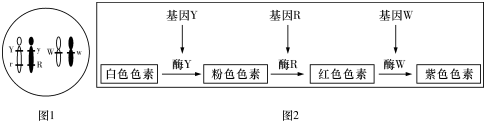 基因Y 基因R 基因W
Y y W w
r R
酶Y 酶R 酶W
白色色素 粉色色素 红色色素 紫色色素
图1 图2